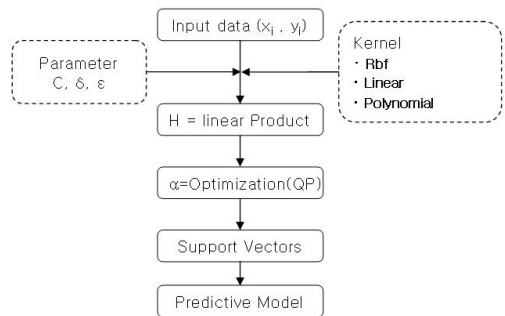 Input data (xi , yi)
Parameter
C, δ, ε
Kernel
· Rbf
· Linear
· Polynomial
H = linear Product
α=Optimization(QP)
Support Vectors
Predictive Model